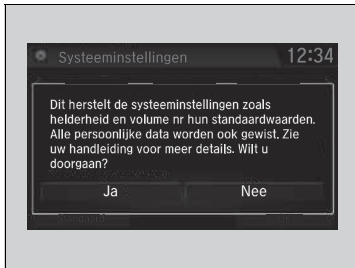 Systeeminstellingen 12:34
Dit herstelt de systeeminstellingen zoals
helderheid en volume nr hun standaardwaarden.
Alle persoonlijke data worden ook gewist. Zie
uw handleiding voor meer details. Wilt u
doorgaan?
Ja Nee
Standaard